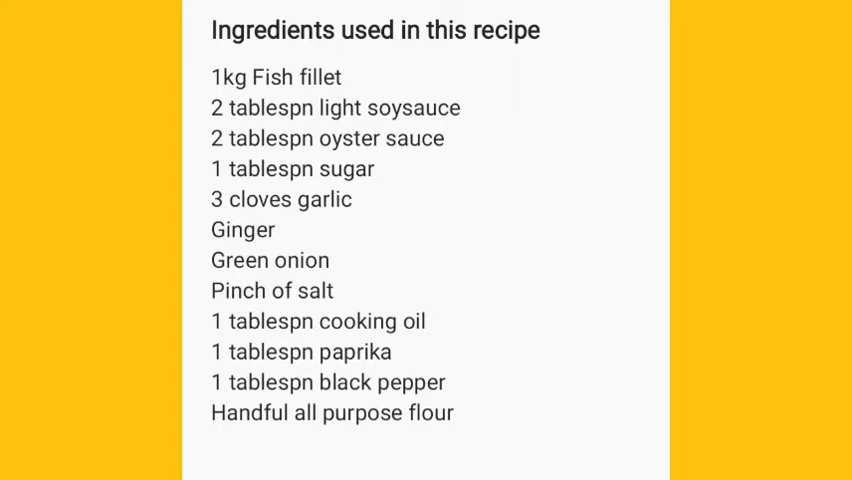 Ingredients used in this recipe
1kg Fish fillet
2 tablespn light soysauce
2 tablespn oyster sauce
1 tablespn sugar
3 cloves garlic
Ginger
Green onion
Pinch of salt
1 tablespn cooking oil
1 tablespn paprika
1 tablespn black pepper
Handful all purpose flour